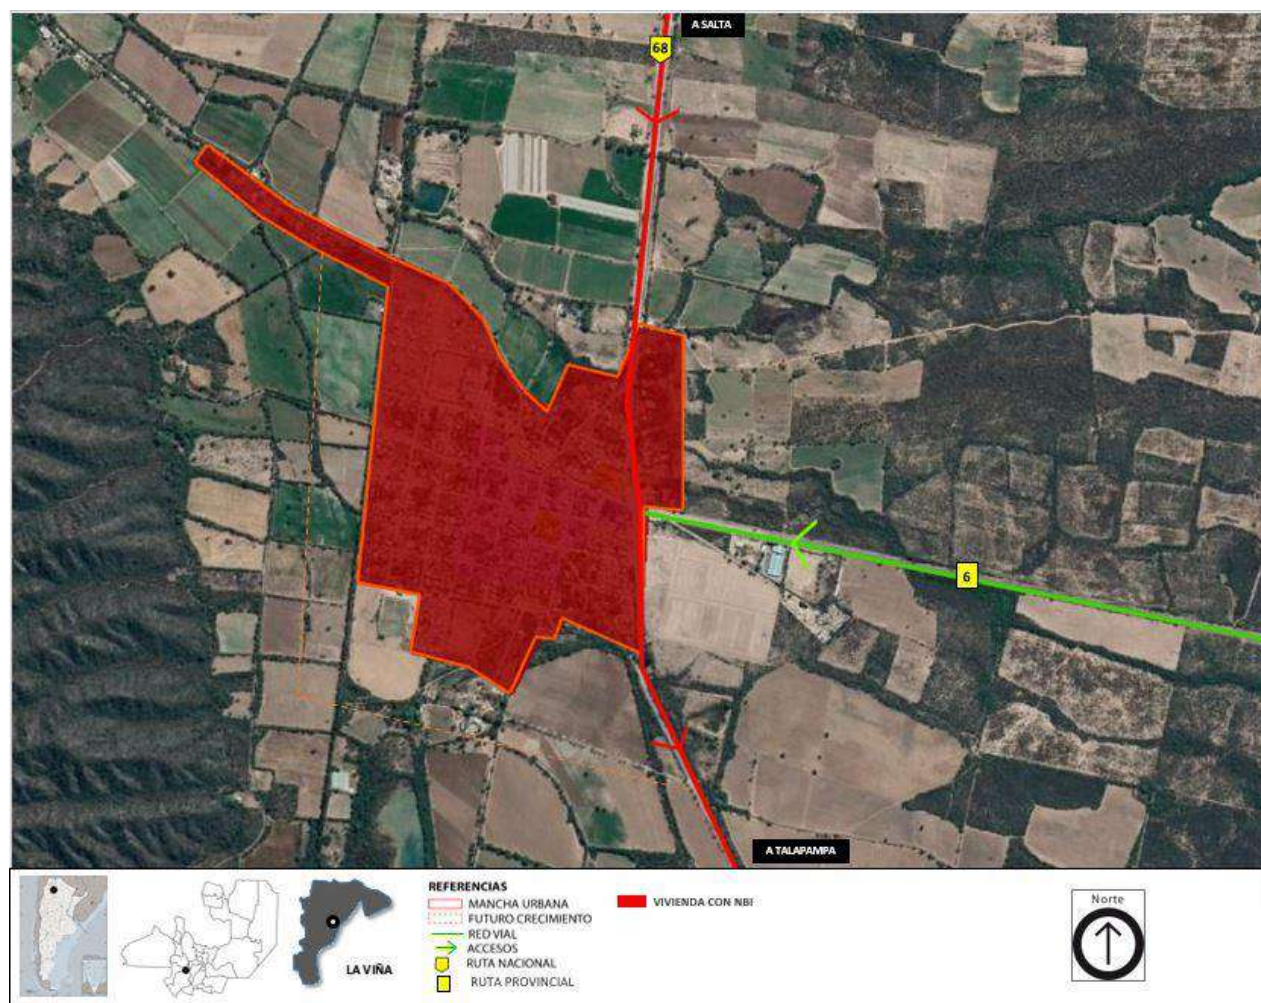 A SALTA
68
6
A TALAPAMPA
REFERENCIAS
MANCHA URBANA
FUTURO CRECIMIENTO
RED VIAL
ACCESOS
RUTA NACIONAL
RUTA PROVINCIAL
VIVIENDA CON NBI
LA VIÑA
Norte